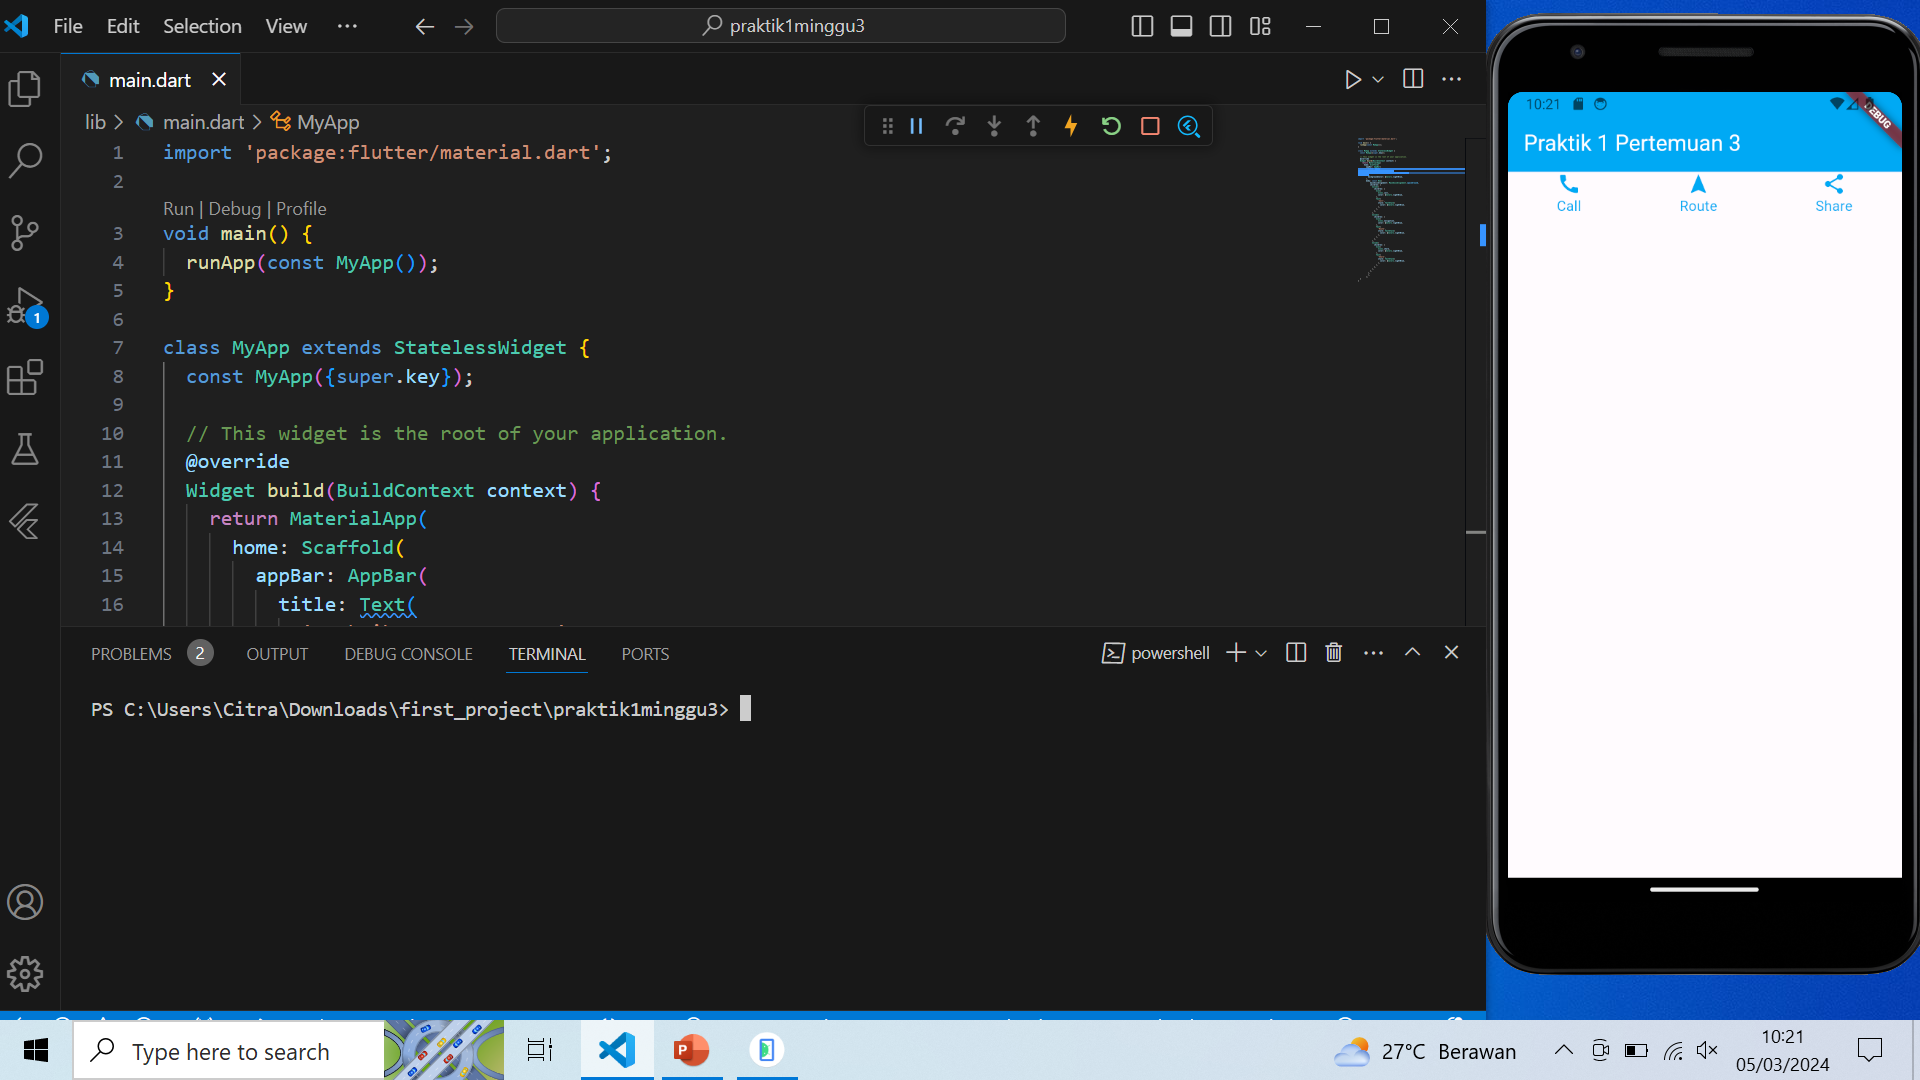 File Edit Selection View ···
praktik1minggu3
main.dart
lib > main.dart > MyApp
1 import 'package:flutter/material.dart';
2
Run | Debug | Profile
3 void main() {
4 runApp(const MyApp());
5 }
6
7 class MyApp extends StatelessWidget {
8 const MyApp({super.key});
9
10 // This widget is the root of your application.
11 @override
12 Widget build(BuildContext context) {
13 return MaterialApp(
14 home: Scaffold(
15 appBar: AppBar(
16 title: Text(
1
PROBLEMS 2 OUTPUT DEBUG CONSOLE TERMINAL PORTS
powershell
PS C:\Users\Citra\Downloads\first_project\praktik1minggu3>
10:21
DEBUG
Praktik 1 Pertemuan 3
Call Route Share
Type here to search
27°C Berawan
10:21
05/03/2024